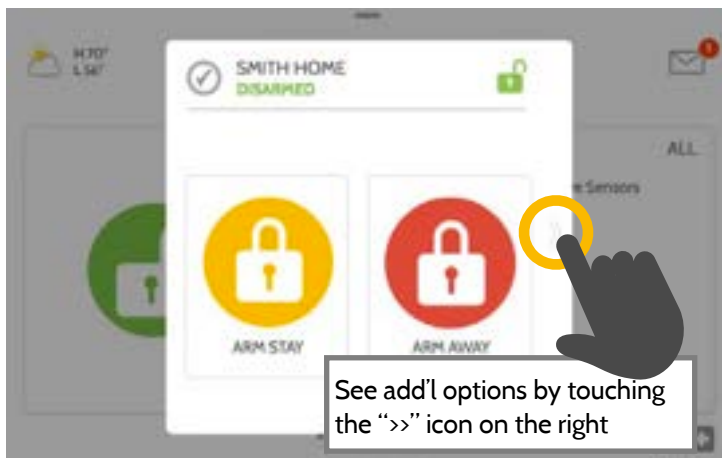 H 70°
L 56°
SMITH HOME
DISARMED
1
ALL
Sensors
ARM STAY
ARM AWAY
See add’l options by touching
the “>>” icon on the right